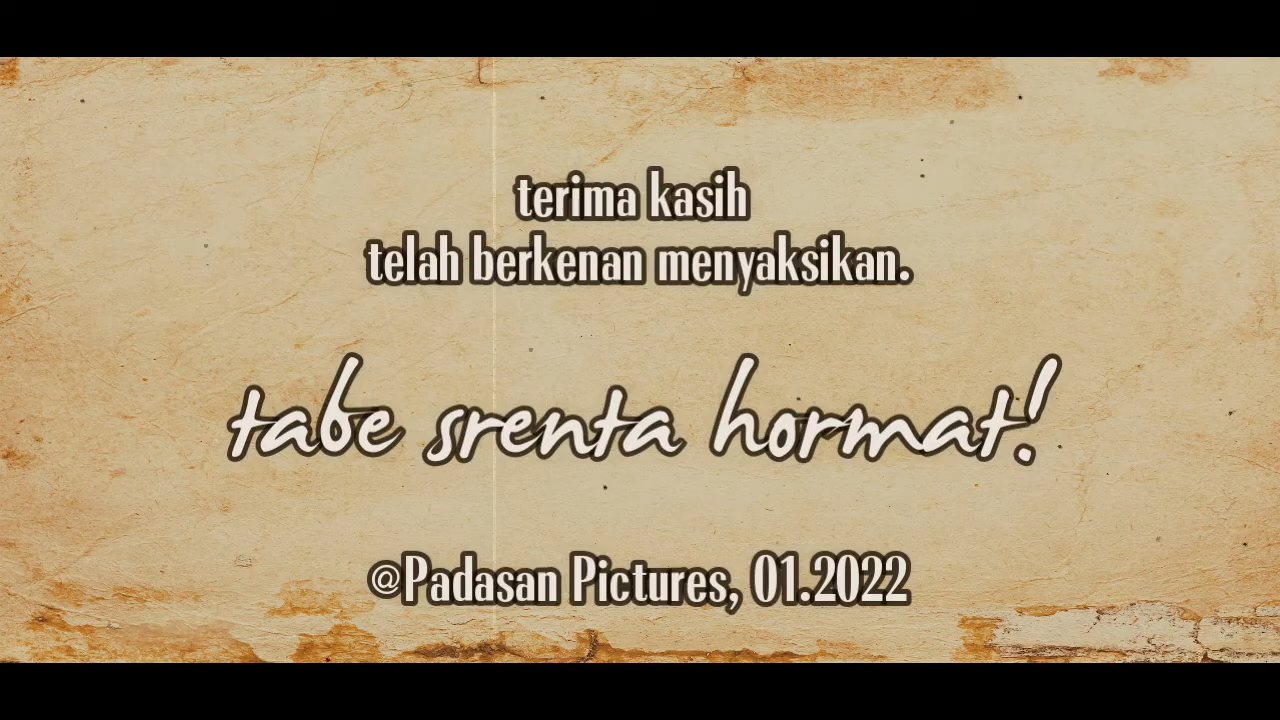 terima kasih
telah berkenan menyaksikan.
tabe srenta hormat!
@Padasan Pictures, 01.2022